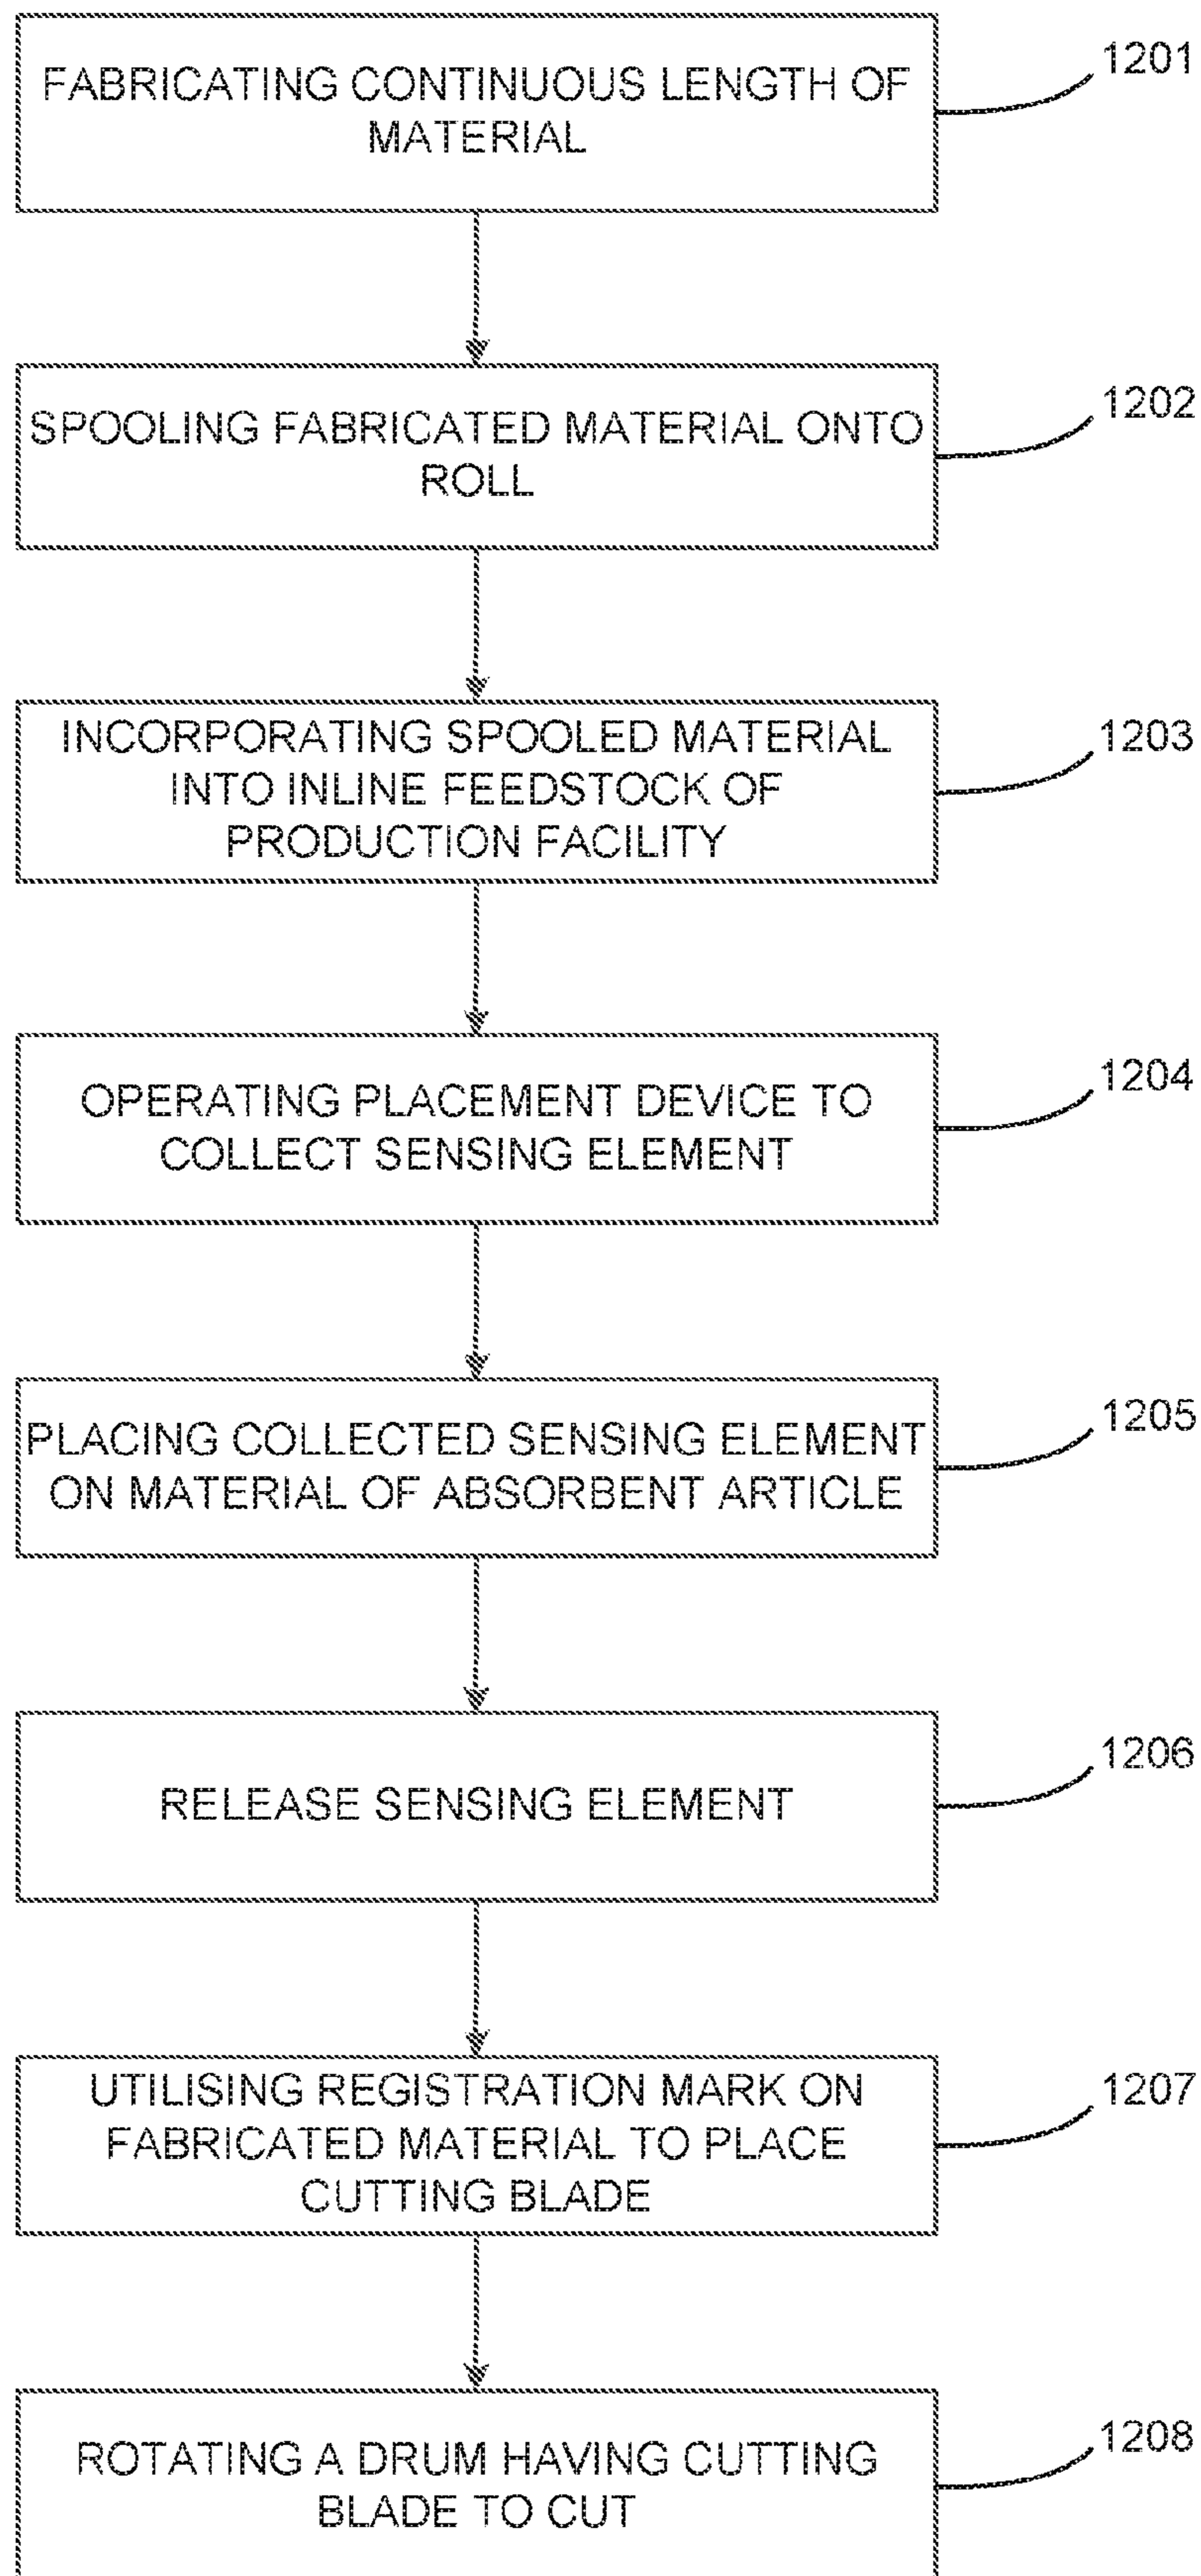 FABRICATING CONTINUOUS LENGTH OF
MATERIAL
1201
SPOOLING FABRICATED MATERIAL ONTO
ROLL
1202
INCORPORATING SPOOLED MATERIAL
INTO INLINE FEEDSTOCK OF
PRODUCTION FACILITY
1203
OPERATING PLACEMENT DEVICE TO
COLLECT SENSING ELEMENT
1204
PLACING COLLECTED SENSING ELEMENT
ON MATERIAL OF ABSORBENT ARTICLE
1205
RELEASE SENSING ELEMENT
1206
UTILISING REGISTRATION MARK ON
FABRICATED MATERIAL TO PLACE
CUTTING BLADE
1207
ROTATING A DRUM HAVING CUTTING
BLADE TO CUT
1208